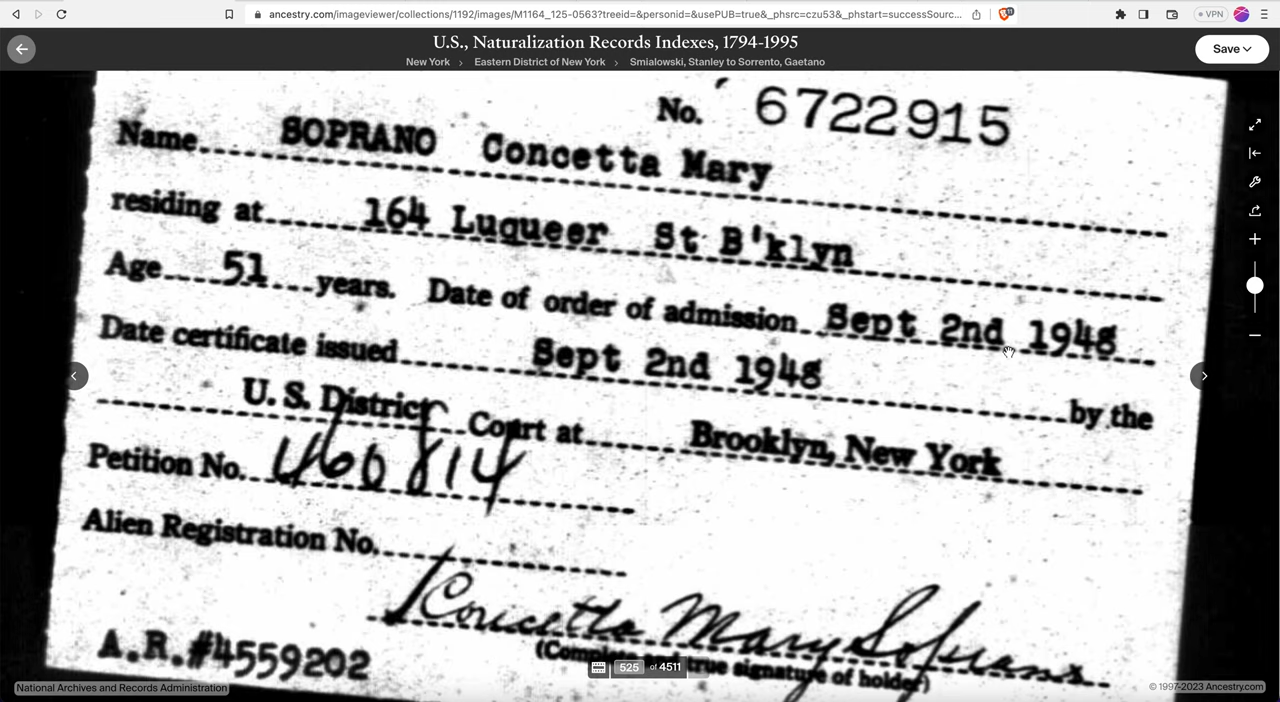 ancestry.com/imageviewer/collections/1192/images/M1164_125-0563?treeid=&personid=&usePUB=true&_phsrc=czu53&_phstart=successSourc...
11
VPN
U.S., Naturalization Records Indexes, 1794-1995
New York > Eastern District of New York > Smialowski, Stanley to Sorrento, Gaetano
Save
No. 6722915
Name SOPRANO Concetta Mary
residing at 164 Luqueer St B'klyn
Age 51 years. Date of order of admission Sept 2nd 1948
Date certificate issued Sept 2nd 1948 by the
U. S. District Court at Brooklyn, New York
Petition No. 460814
Alien Registration No.
Concetta Mary Soprano
(Comp and true signature of holder)
A.R.#4559202
525 of 4511
National Archives and Records Administration
© 1997-2023 Ancestry.com